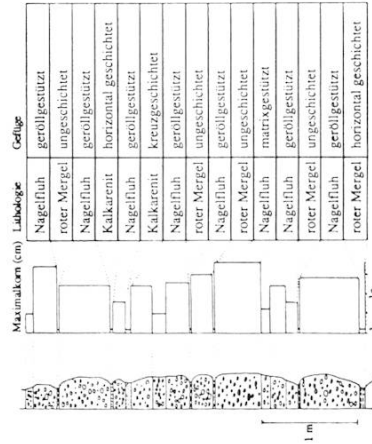 Maximalkorn (cm) Lithologie Gefüge
Nagelfluh geröllgestützt
roter Mergel ungeschichtet
Nagelfluh geröllgestützt
Kalkarenit horizontal geschichtet
Nagelfluh geröllgestützt
Kalkarenit kreuzgeschichtet
Nagelfluh geröllgestützt
roter Mergel ungeschichtet
Nagelfluh geröllgestützt
roter Mergel ungeschichtet
Nagelfluh matrixgestützt
Nagelfluh geröllgestützt
roter Mergel ungeschichtet
Nagelfluh geröllgestützt
roter Mergel horizontal geschichtet
1 m